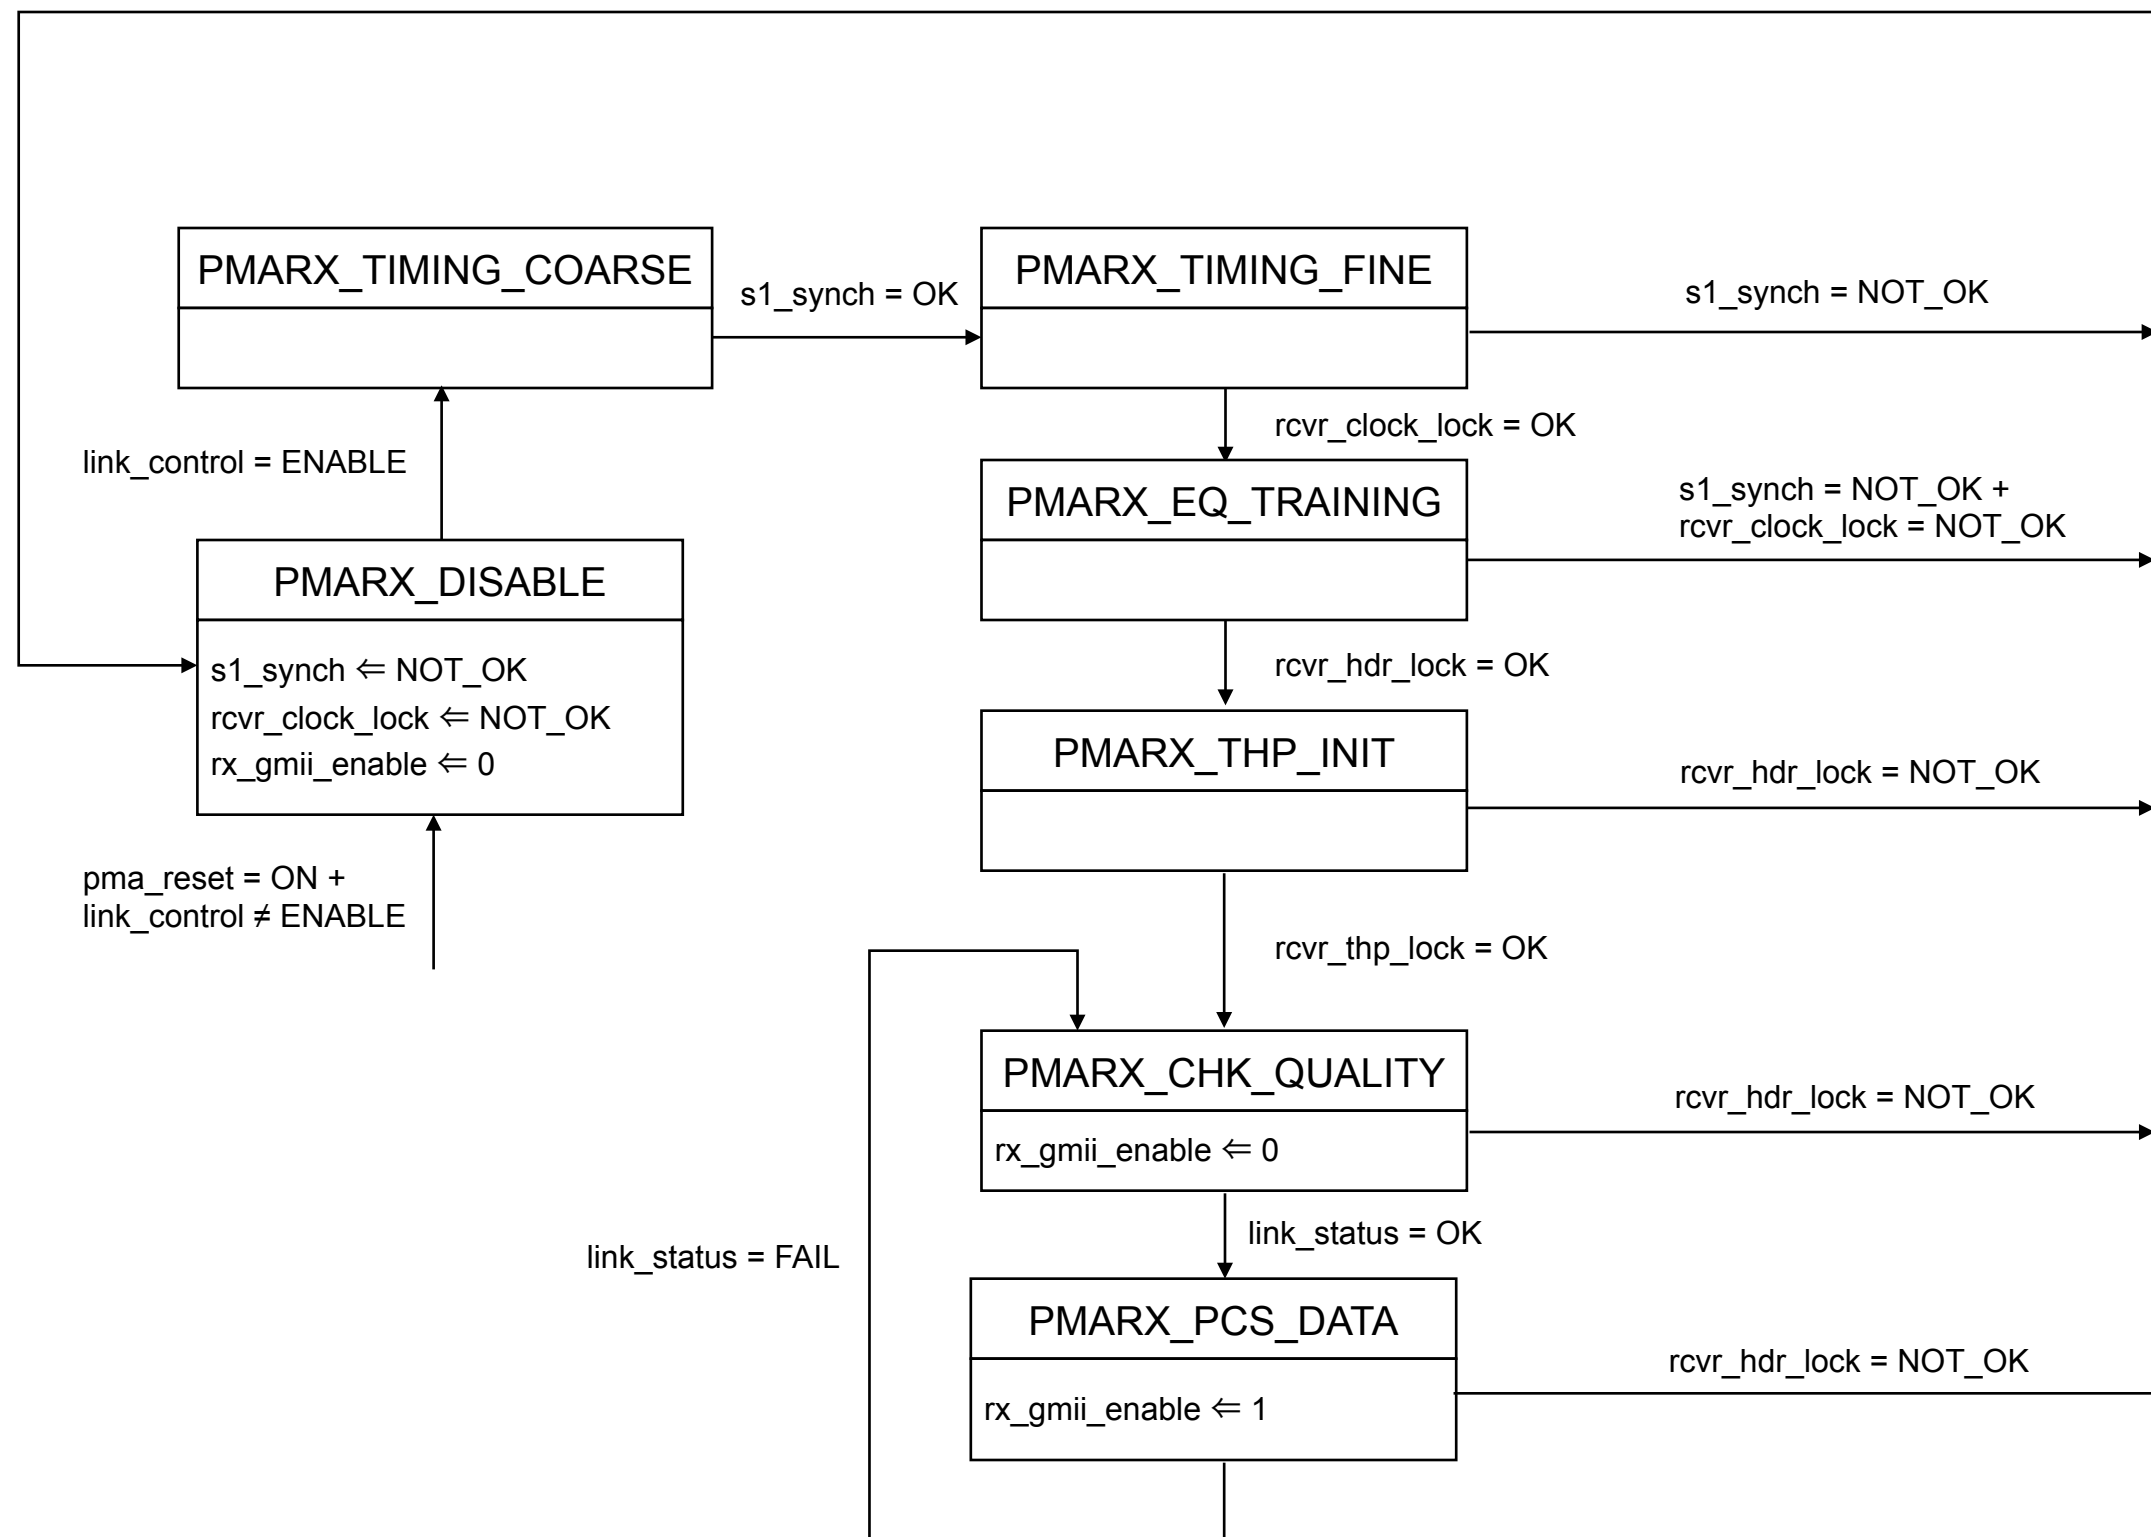 PMARX_TIMING_COARSE
s1_synch = OK
PMARX_TIMING_FINE
s1_synch = NOT_OK
rcvr_clock_lock = OK
link_control = ENABLE
PMARX_EQ_TRAINING
s1_synch = NOT_OK +
rcvr_clock_lock = NOT_OK
PMARX_DISABLE
s1_synch ⇐ NOT_OK
rcvr_clock_lock ⇐ NOT_OK
rx_gmii_enable ⇐ 0
rcvr_hdr_lock = OK
PMARX_THP_INIT
rcvr_hdr_lock = NOT_OK
pma_reset = ON +
link_control ≠ ENABLE
rcvr_thp_lock = OK
PMARX_CHK_QUALITY
rx_gmii_enable ⇐ 0
rcvr_hdr_lock = NOT_OK
link_status = OK
link_status = FAIL
PMARX_PCS_DATA
rx_gmii_enable ⇐ 1
rcvr_hdr_lock = NOT_OK